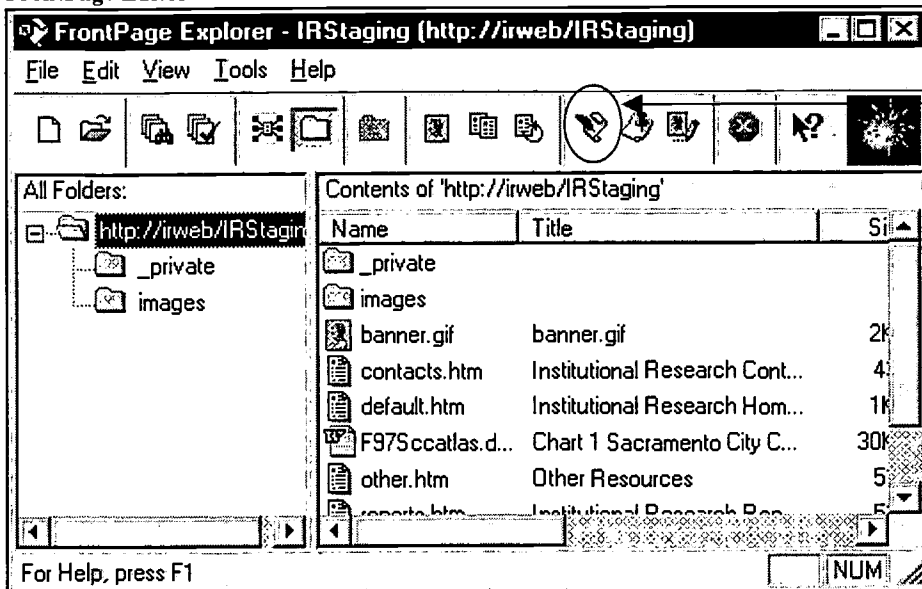 FrontPage Explorer - IRStaging (http://irweb/IRStaging)
File Edit View Tools Help
All Folders:
http://irweb/IRStagin
_private
images
Contents of 'http://irweb/IRStaging'
Name Title Si
_private
images
banner.gif banner.gif 2K
contacts.htm Institutional Research Cont... 4
default.htm Institutional Research Hom... 1K
F97Sccatlas.d... Chart 1 Sacramento City C... 30K
other.htm Other Resources 5
For Help, press F1 NUM